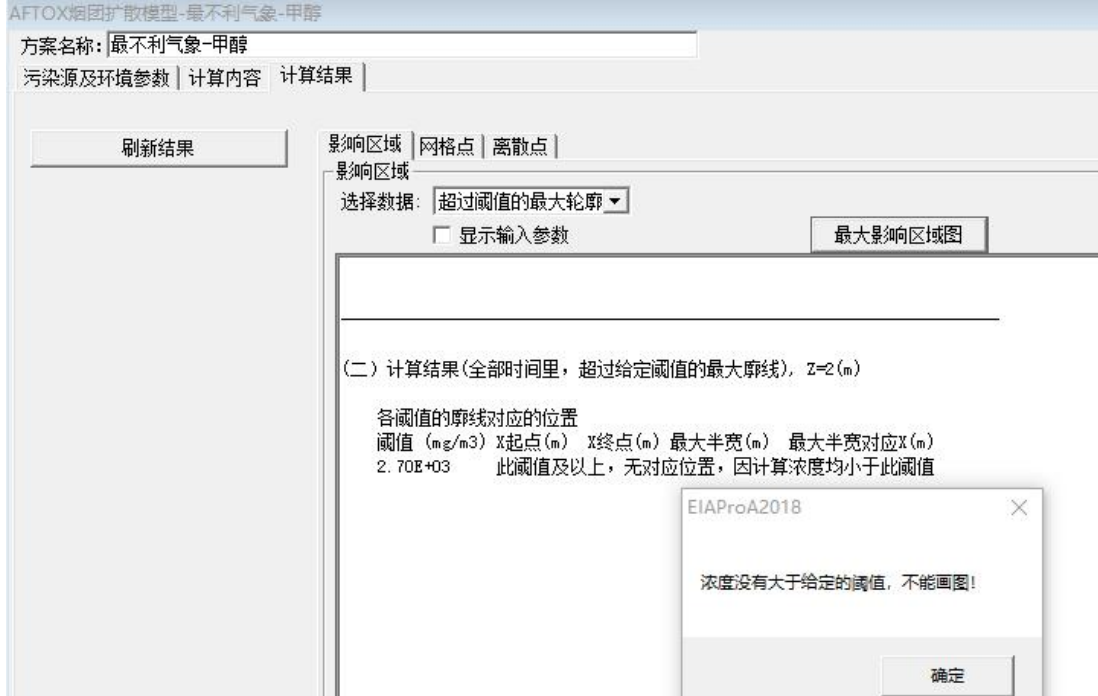 AFTOX烟团扩散模型-最不利气象-甲醇
方案名称: 最不利气象-甲醇
污染源及环境参数 计算内容 计算结果
刷新结果
影响区域 网格点 离散点
影响区域
选择数据: 超过阈值的最大轮廓
显示输入参数
最大影响区域图
(二) 计算结果(全部时间里，超过给定阈值的最大廓线), Z=2(m)
各阈值的廓线对应的位置
阈值 (mg/m3) X起点(m) X终点(m) 最大半宽(m) 最大半宽对应X(m)
2.70E+03 此阈值及以上，无对应位置，因计算浓度均小于此阈值
EIAProA2018
浓度没有大于给定的阈值，不能画图!
确定